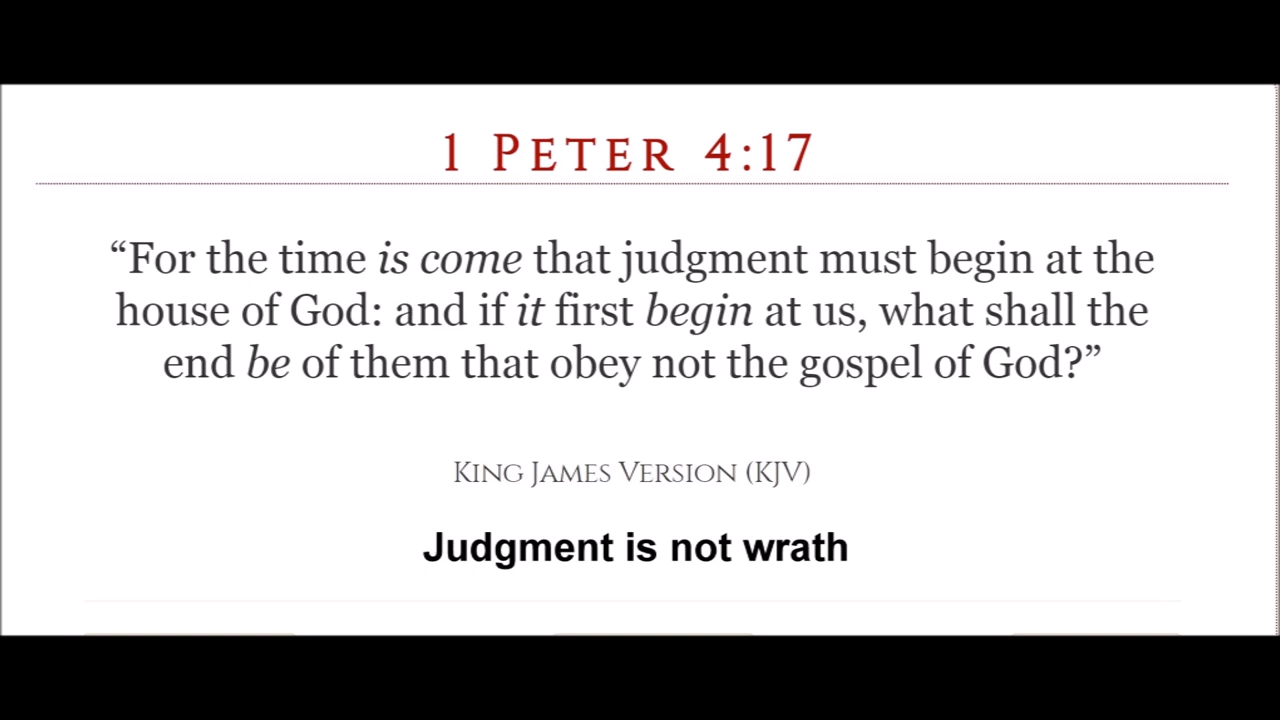 1 PETER 4:17
“For the time is come that judgment must begin at the
house of God: and if it first begin at us, what shall the
end be of them that obey not the gospel of God?”
KING JAMES VERSION (KJV)
Judgment is not wrath